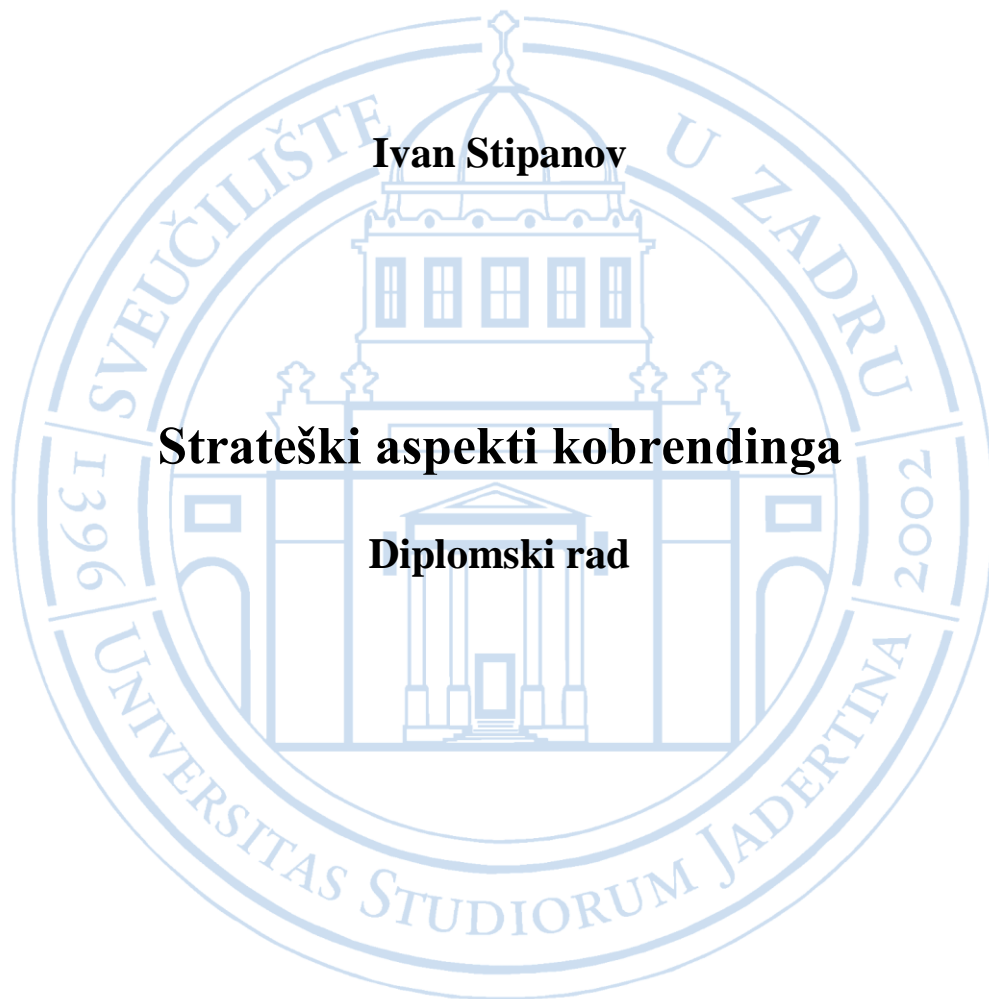 Ivan Stipanov
Strateški aspekti kobrendinga
Diplomski rad
SVEUČILIŠTE U ZADRU
1396
2002
UNIVERSITAS STUDIORUM JADERTINA